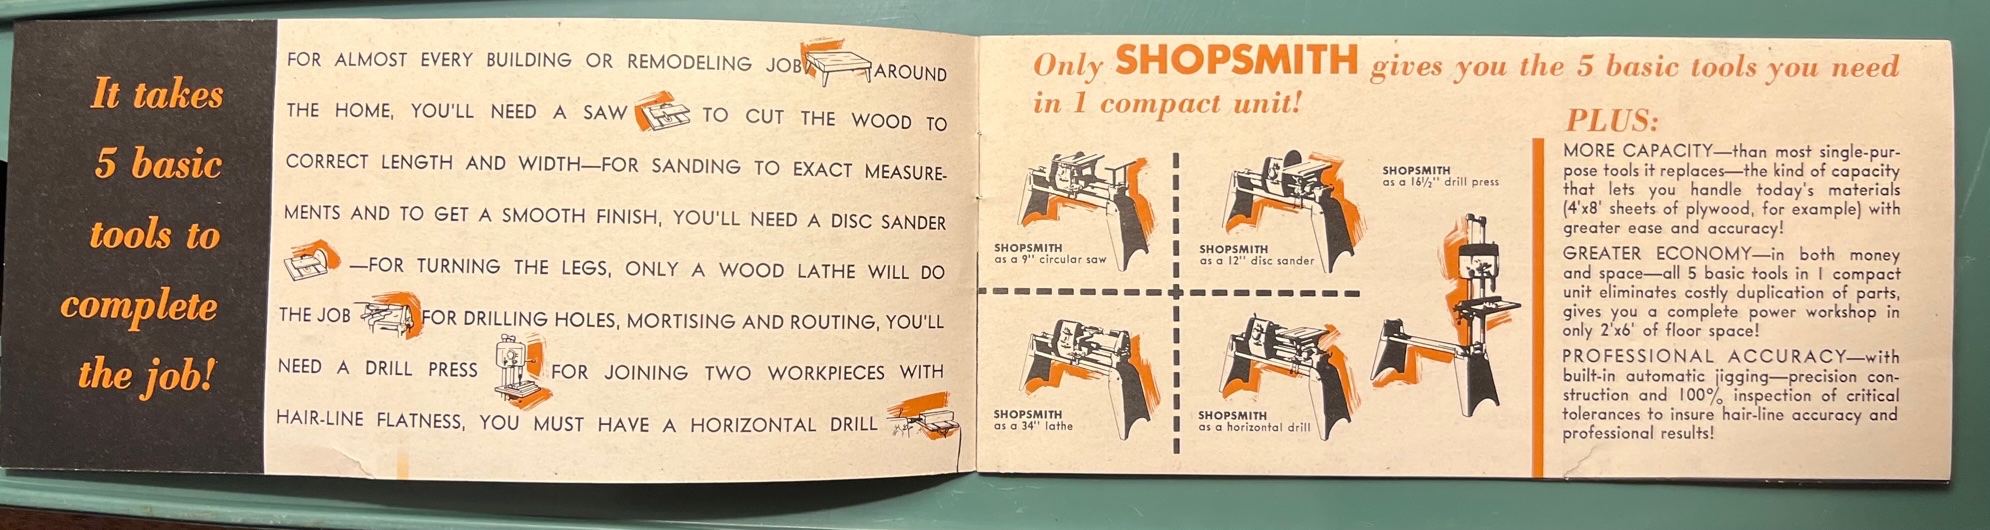 It takes
5 basic
tools to
complete
the job!
FOR ALMOST EVERY BUILDING OR REMODELING JOB AROUND
THE HOME, YOU'LL NEED A SAW TO CUT THE WOOD TO
CORRECT LENGTH AND WIDTH—FOR SANDING TO EXACT MEASURE-
MENTS AND TO GET A SMOOTH FINISH, YOU'LL NEED A DISC SANDER
—FOR TURNING THE LEGS, ONLY A WOOD LATHE WILL DO
THE JOB FOR DRILLING HOLES, MORTISING AND ROUTING, YOU'LL
NEED A DRILL PRESS FOR JOINING TWO WORKPIECES WITH
HAIR-LINE FLATNESS, YOU MUST HAVE A HORIZONTAL DRILL
Only SHOPSMITH gives you the 5 basic tools you need
in 1 compact unit!
SHOPSMITH
as a 9" circular saw
SHOPSMITH
as a 12" disc sander
SHOPSMITH
as a 16½" drill press
SHOPSMITH
as a 34" lathe
SHOPSMITH
as a horizontal drill
PLUS:
MORE CAPACITY—than most single-pur-
pose tools it replaces—the kind of capacity
that lets you handle today's materials
(4'x8' sheets of plywood, for example) with
greater ease and accuracy!
GREATER ECONOMY—in both money
and space—all 5 basic tools in 1 compact
unit eliminates costly duplication of parts,
gives you a complete power workshop in
only 2'x6' of floor space!
PROFESSIONAL ACCURACY—with
built-in automatic jigging—precision con-
struction and 100% inspection of critical
tolerances to insure hair-line accuracy and
professional results!